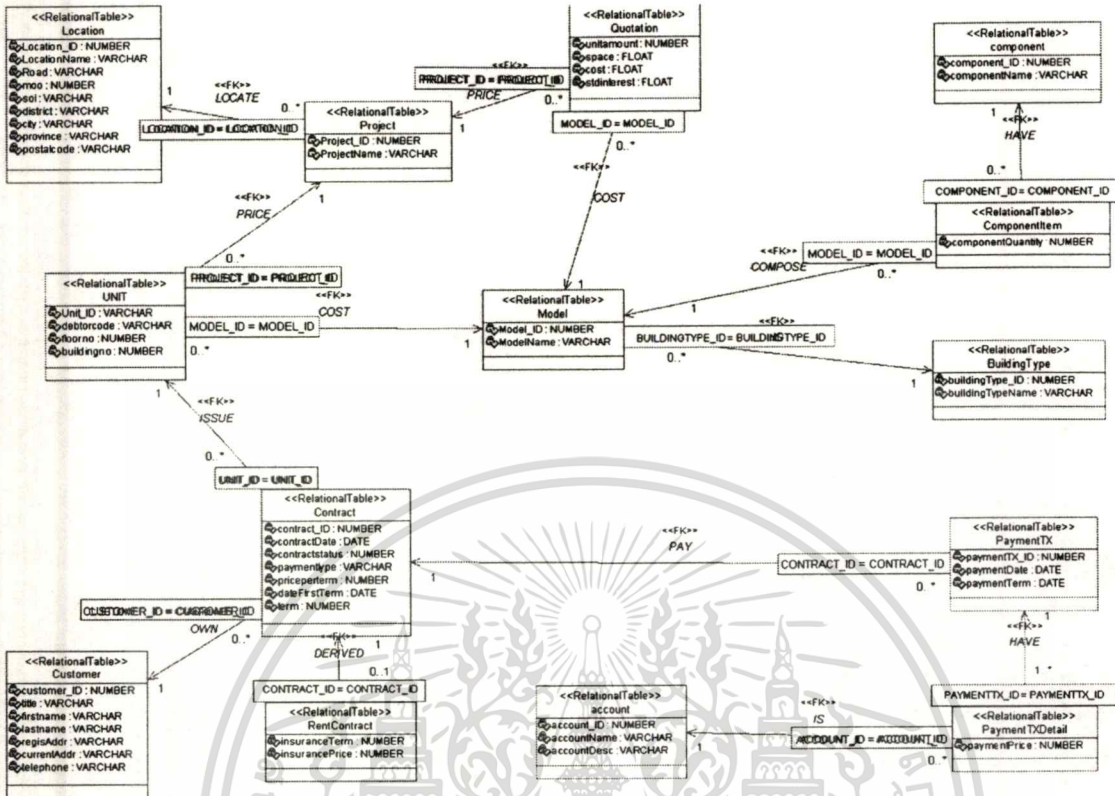 <<RelationalTable>>
Location
Location_ID : NUMBER
LocationName : VARCHAR
Road : VARCHAR
moo : NUMBER
soi : VARCHAR
district : VARCHAR
city : VARCHAR
province : VARCHAR
postalcode : VARCHAR
1
<<FK>>
LOCATE
0..*
LOCATION_ID = LOCATION_ID
<<RelationalTable>>
Project
Project_ID : NUMBER
ProjectName : VARCHAR
<<FK>>
PROJECT_ID = PROJECT_ID
PRICE
1
0..*
<<RelationalTable>>
Quotation
unitamount : NUMBER
space : FLOAT
cost : FLOAT
stdinterest : FLOAT
MODEL_ID = MODEL_ID
0..*
<<FK>>
COST
1
<<RelationalTable>>
component
component_ID : NUMBER
componentName : VARCHAR
1
<<FK>>
HAVE
0..*
COMPONENT_ID = COMPONENT_ID
<<RelationalTable>>
ComponentItem
componentQuantity : NUMBER
<<FK>>
COMPOSE
MODEL_ID = MODEL_ID
0..*
1
1
<<FK>>
PRICE
0..*
PROJECT_ID = PROJECT_ID
<<RelationalTable>>
UNIT
Unit_ID : VARCHAR
debtorcode : VARCHAR
floorno : NUMBER
buildingno : NUMBER
<<FK>>
COST
MODEL_ID = MODEL_ID
0..*
1
<<RelationalTable>>
Model
Model_ID : NUMBER
ModelName : VARCHAR
<<FK>>
BUILDINGTYPE_ID = BUILDINGTYPE_ID
0..*
1
<<RelationalTable>>
BuildingType
buildingType_ID : NUMBER
buildingTypeName : VARCHAR
1
<<FK>>
ISSUE
0..*
UNIT_ID = UNIT_ID
<<RelationalTable>>
Contract
contract_ID : NUMBER
contractDate : DATE
contractstatus : NUMBER
paymenttype : VARCHAR
priceperterm : NUMBER
dateFirstTerm : DATE
term : NUMBER
<<FK>>
PAY
1
CONTRACT_ID = CONTRACT_ID
0..*
<<RelationalTable>>
PaymentTX
paymentTX_ID : NUMBER
paymentDate : DATE
paymentTerm : DATE
<<FK>>
CUSTOMER_ID = CUSTOMER_ID
OWN
0..*
1
<<RelationalTable>>
Customer
customer_ID : NUMBER
title : VARCHAR
firstname : VARCHAR
lastname : VARCHAR
regisAddr : VARCHAR
currentAddr : VARCHAR
telephone : VARCHAR
1
<<FK>>
DERIVED
0..1
CONTRACT_ID = CONTRACT_ID
<<RelationalTable>>
RentContract
insuranceTerm : NUMBER
insurancePrice : NUMBER
<<RelationalTable>>
account
account_ID : NUMBER
accountName : VARCHAR
accountDesc : VARCHAR
<<FK>>
IS
1
ACCOUNT_ID = ACCOUNT_ID
0..*
1
<<FK>>
HAVE
1..*
PAYMENTTX_ID = PAYMENTTX_ID
<<RelationalTable>>
PaymentTXDetail
paymentPrice : NUMBER